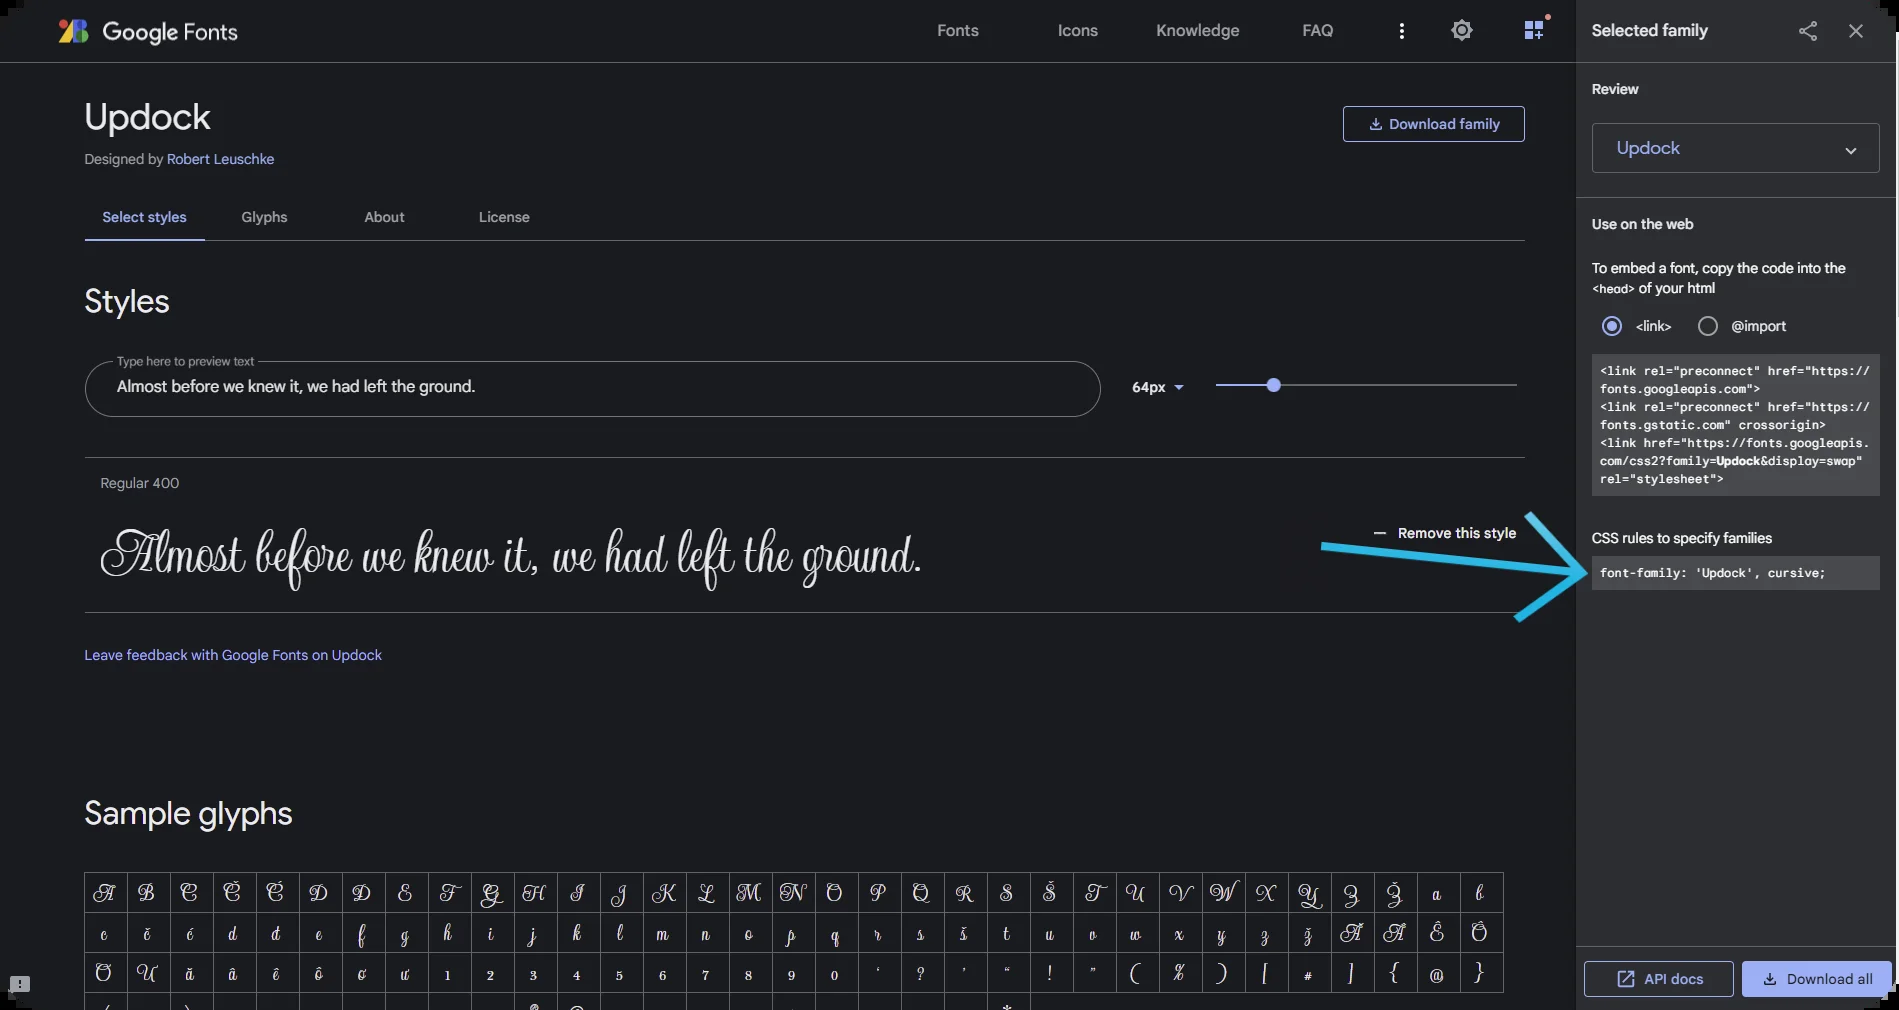 Google Fonts
Fonts
Icons
Knowledge
FAQ
Selected family
Updock
Designed by Robert Leuschke
Download family
Select styles
Glyphs
About
License
Styles
Type here to preview text
Almost before we knew it, we had left the ground.
64px
Regular 400
Almost before we knew it, we had left the ground.
Remove this style
Leave feedback with Google Fonts on Updock
Sample glyphs
A B C Č Ć D Đ E F G H I J K L M N O P Q R S Š T U V W X Y Z Ž a b
c č ć d đ e f g h i j k l m n o p q r s š t u v w x y z ž Ă Â Ê Ô
Ơ Ư ă â ê ô ơ ư 1 2 3 4 5 6 7 8 9 0 ‘ ? ’ “ ! ” ( % ) [ # ] { @ }
Review
Updock
Use on the web
To embed a font, copy the code into the
<head> of your html
<link>
@import
<link rel="preconnect" href="https://
fonts.googleapis.com">
<link rel="preconnect" href="https://
fonts.gstatic.com" crossorigin>
<link href="https://fonts.googleapis.
com/css2?family=Updock&display=swap"
rel="stylesheet">
CSS rules to specify families
font-family: 'Updock', cursive;
API docs
Download all